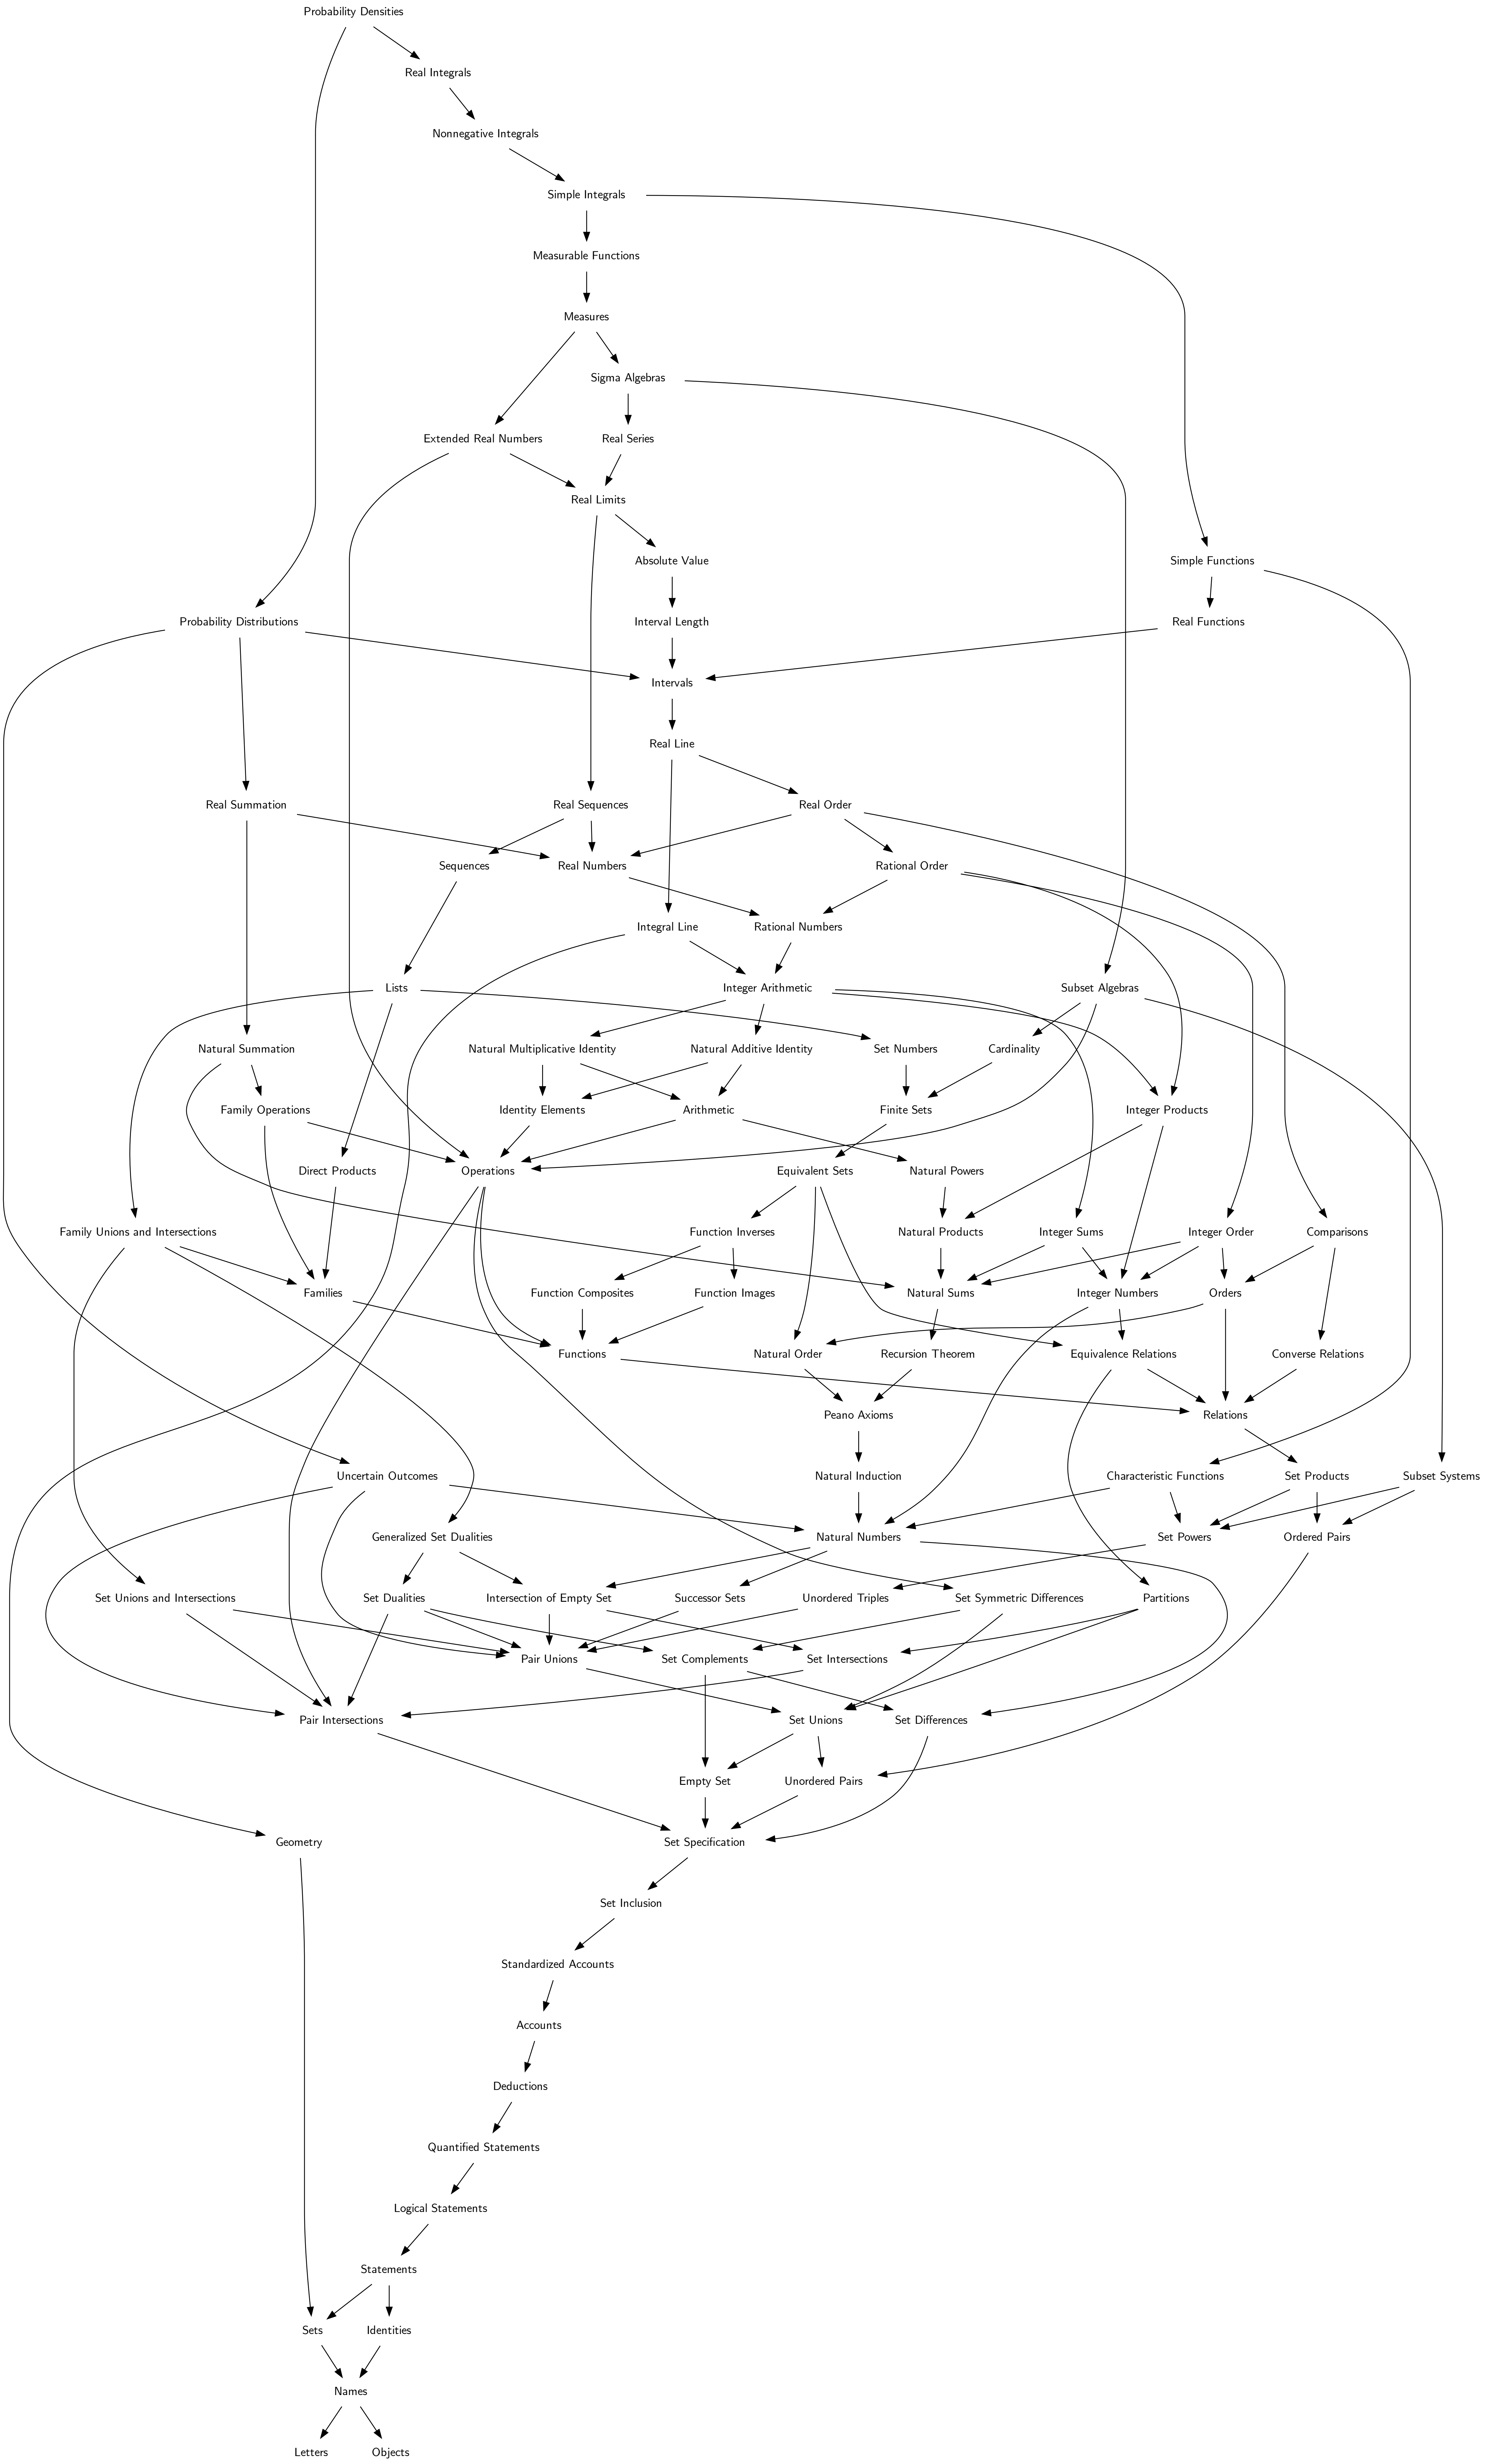 Probability Densities
Real Integrals
Nonnegative Integrals
Simple Integrals
Measurable Functions
Measures
Sigma Algebras
Extended Real Numbers
Real Series
Real Limits
Absolute Value
Simple Functions
Probability Distributions
Interval Length
Real Functions
Intervals
Real Line
Real Summation
Real Sequences
Real Order
Sequences
Real Numbers
Rational Order
Integral Line
Rational Numbers
Lists
Integer Arithmetic
Subset Algebras
Natural Summation
Natural Multiplicative Identity
Natural Additive Identity
Set Numbers
Cardinality
Family Operations
Identity Elements
Arithmetic
Finite Sets
Integer Products
Direct Products
Operations
Equivalent Sets
Natural Powers
Family Unions and Intersections
Function Inverses
Natural Products
Integer Sums
Integer Order
Comparisons
Families
Function Composites
Function Images
Natural Sums
Integer Numbers
Orders
Functions
Natural Order
Recursion Theorem
Equivalence Relations
Converse Relations
Peano Axioms
Relations
Uncertain Outcomes
Natural Induction
Characteristic Functions
Set Products
Subset Systems
Generalized Set Dualities
Natural Numbers
Set Powers
Ordered Pairs
Set Unions and Intersections
Set Dualities
Intersection of Empty Set
Successor Sets
Unordered Triples
Set Symmetric Differences
Partitions
Pair Unions
Set Complements
Set Intersections
Pair Intersections
Set Unions
Set Differences
Empty Set
Unordered Pairs
Geometry
Set Specification
Set Inclusion
Standardized Accounts
Accounts
Deductions
Quantified Statements
Logical Statements
Statements
Sets
Identities
Names
Letters
Objects